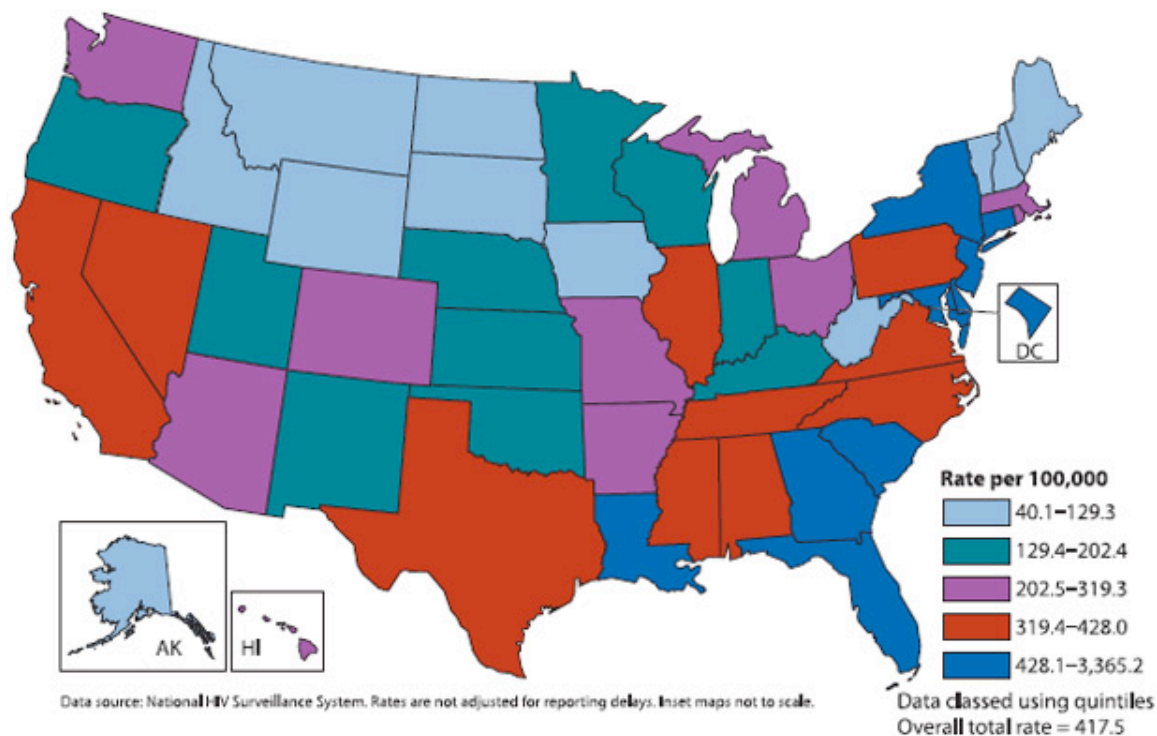 DC
Rate per 100,000
40.1–129.3
129.4–202.4
202.5–319.3
319.4–428.0
428.1–3,365.2
AK
HI
Data source: National HIV Surveillance System. Rates are not adjusted for reporting delays. Inset maps not to scale.
Data classed using quintiles
Overall total rate = 417.5